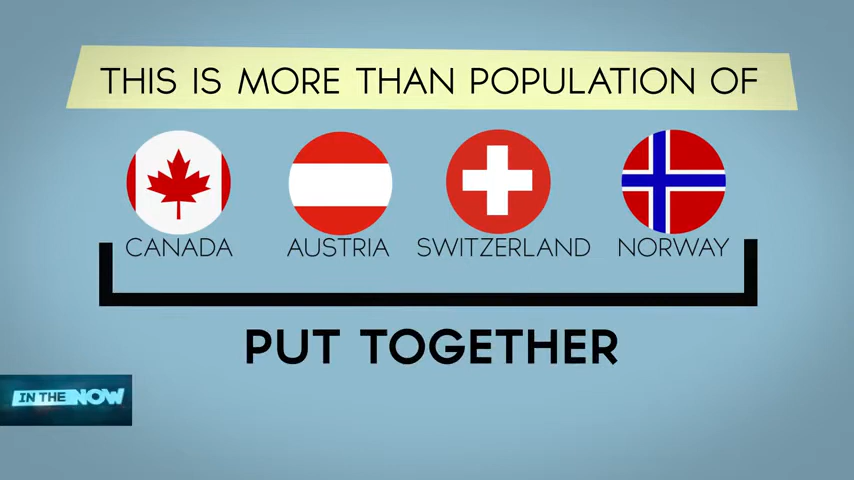 THIS IS MORE THAN POPULATION OF
CANADA AUSTRIA SWITZERLAND NORWAY
PUT TOGETHER
IN THE NOW